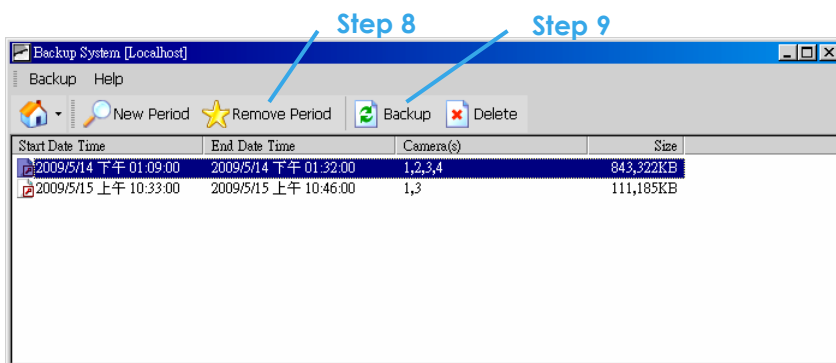 Step 8 Step 9
Backup System [Localhost]
Backup Help
New Period Remove Period Backup Delete
Start Date Time End Date Time Camera(s) Size
2009/5/14 下午 01:09:00 2009/5/14 下午 01:32:00 1,2,3,4 843,322KB
2009/5/15 上午 10:33:00 2009/5/15 上午 10:46:00 1,3 111,185KB